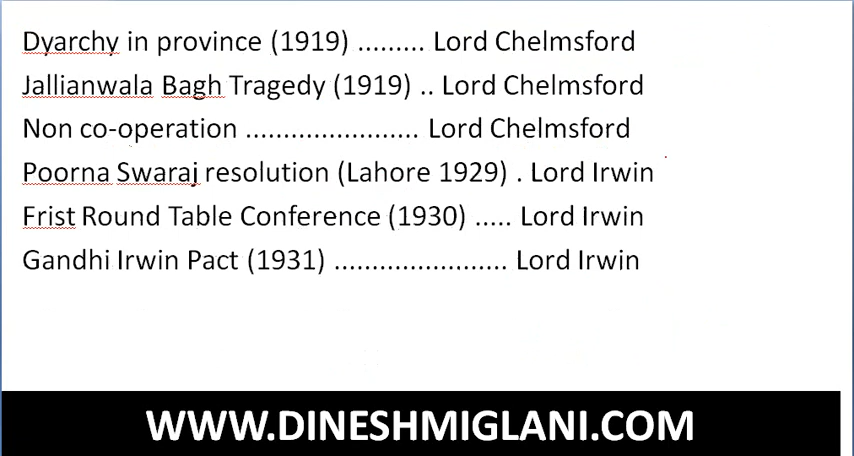 Dyarchy in province (1919) ......... Lord Chelmsford
Jallianwala Bagh Tragedy (1919) .. Lord Chelmsford
Non co-operation ....................... Lord Chelmsford
Poorna Swaraj resolution (Lahore 1929) . Lord Irwin
Frist Round Table Conference (1930) ..... Lord Irwin
Gandhi Irwin Pact (1931) ....................... Lord Irwin
WWW.DINESHMIGLANI.COM